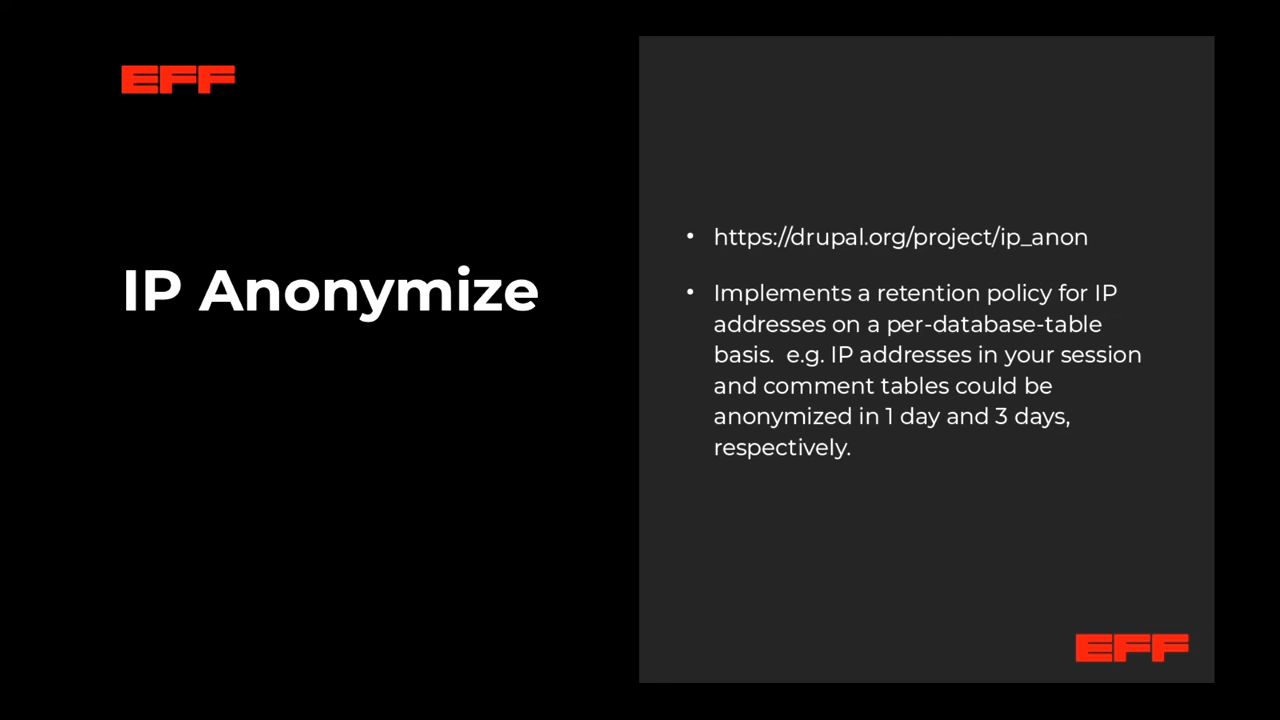 EFF
IP Anonymize
• https://drupal.org/project/ip_anon
• Implements a retention policy for IP
addresses on a per-database-table
basis.  e.g. IP addresses in your session
and comment tables could be
anonymized in 1 day and 3 days,
respectively.
EFF